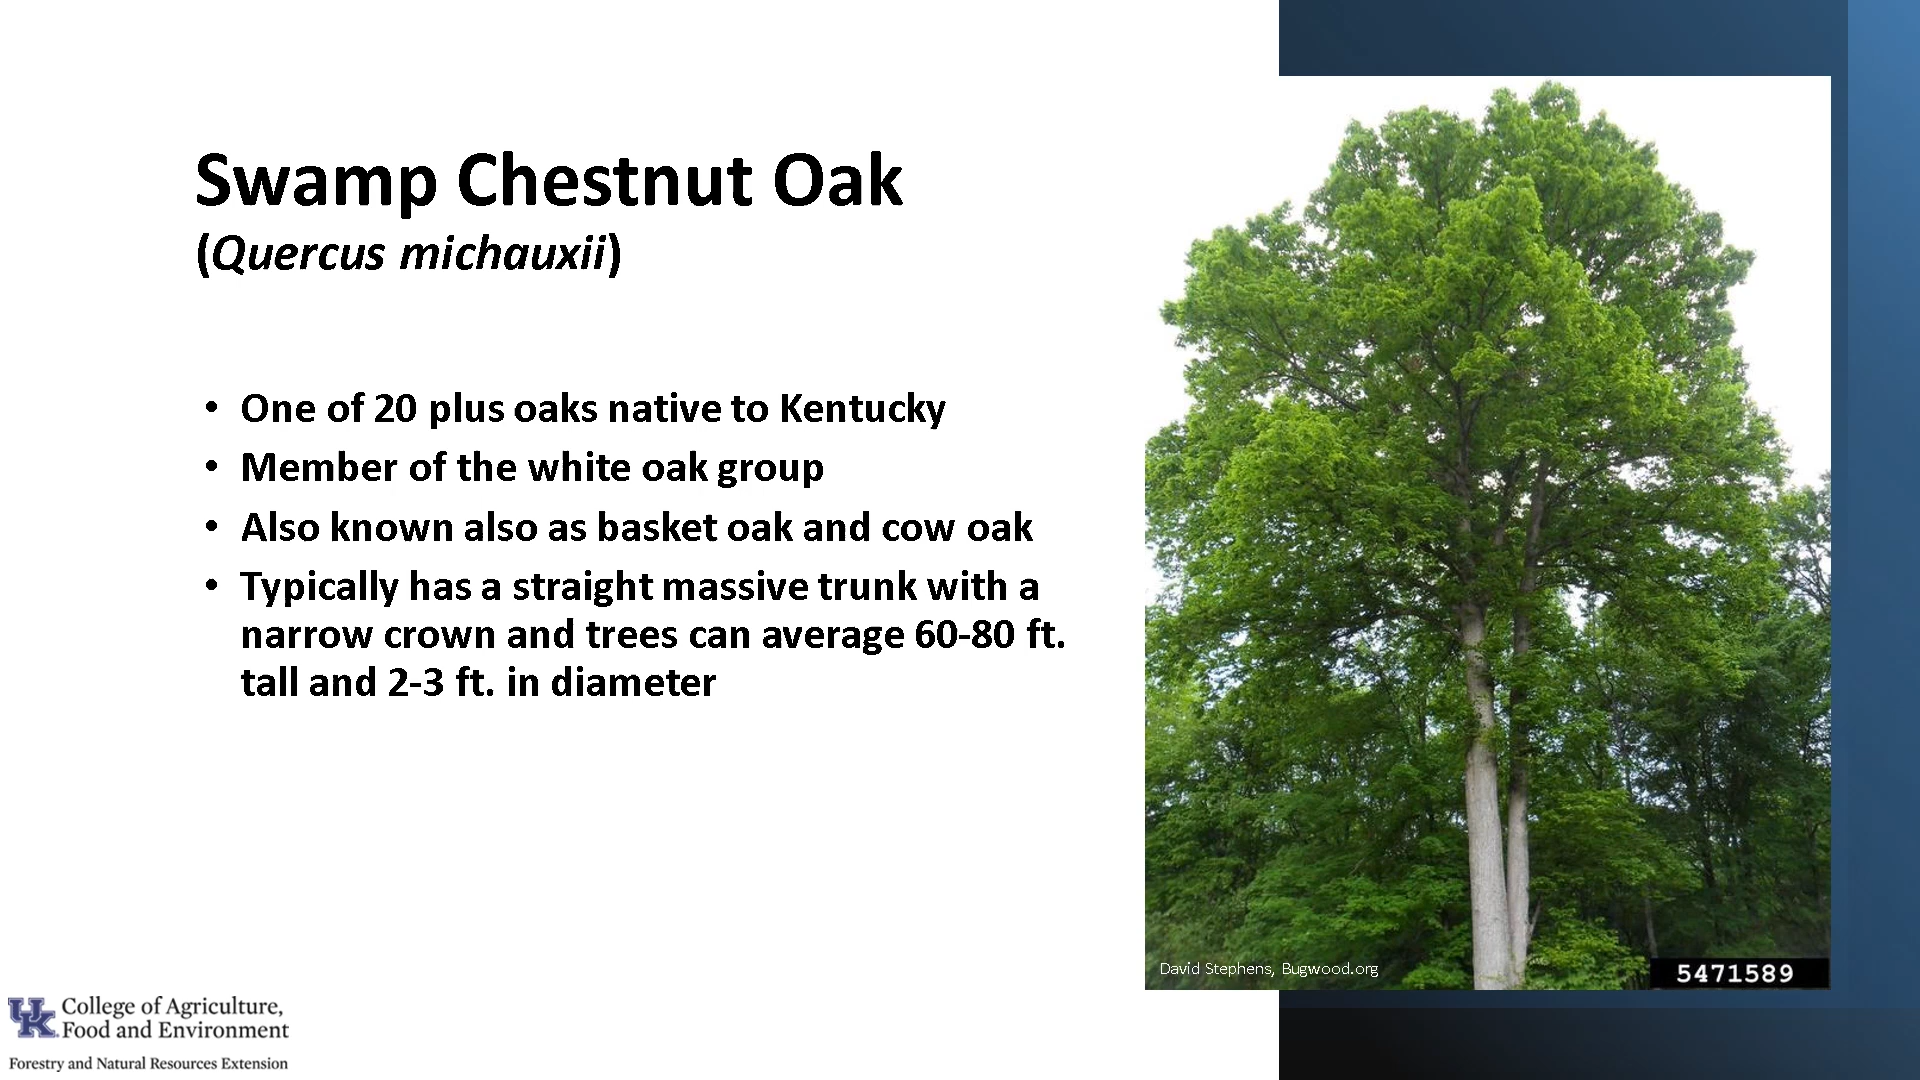 Swamp Chestnut Oak
(Quercus michauxii)
• One of 20 plus oaks native to Kentucky
• Member of the white oak group
• Also known also as basket oak and cow oak
• Typically has a straight massive trunk with a
narrow crown and trees can average 60-80 ft.
tall and 2-3 ft. in diameter
David Stephens, Bugwood.org
5471589
UK
College of Agriculture,
Food and Environment
Forestry and Natural Resources Extension